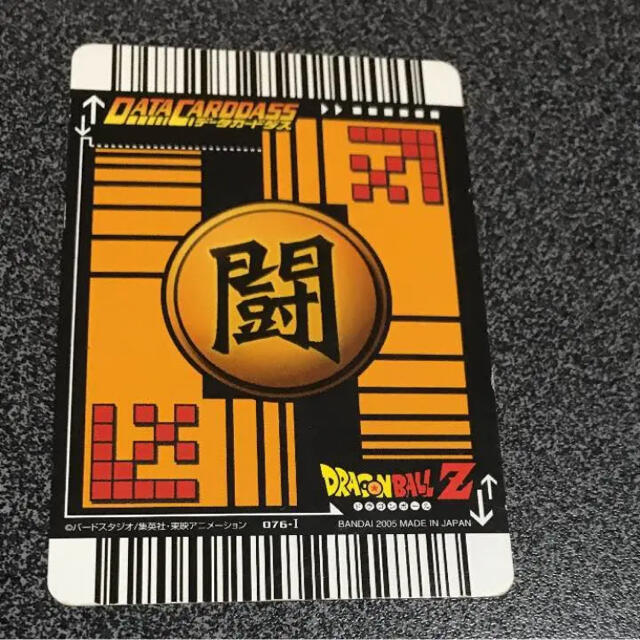 DATA CARDDASS
データカードダス
闘
DRAGONBALL Z
ドラゴンボール
©バードスタジオ/集英社・東映アニメーション 076-I BANDAI 2005 MADE IN JAPAN